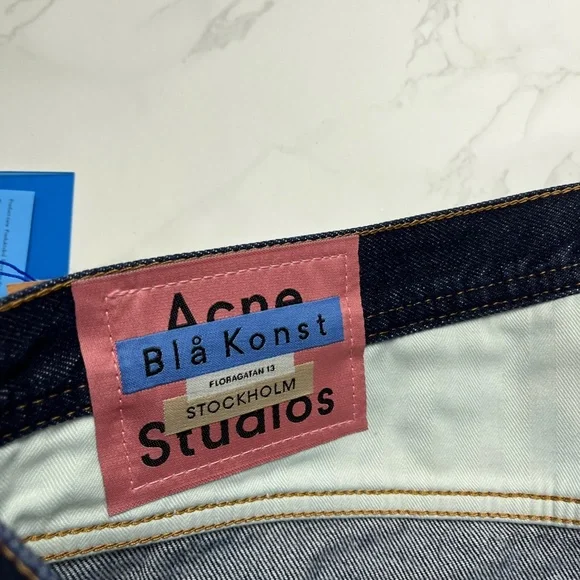 Acne
Blå Konst
FLORAGATAN 13
STOCKHOLM
Studios